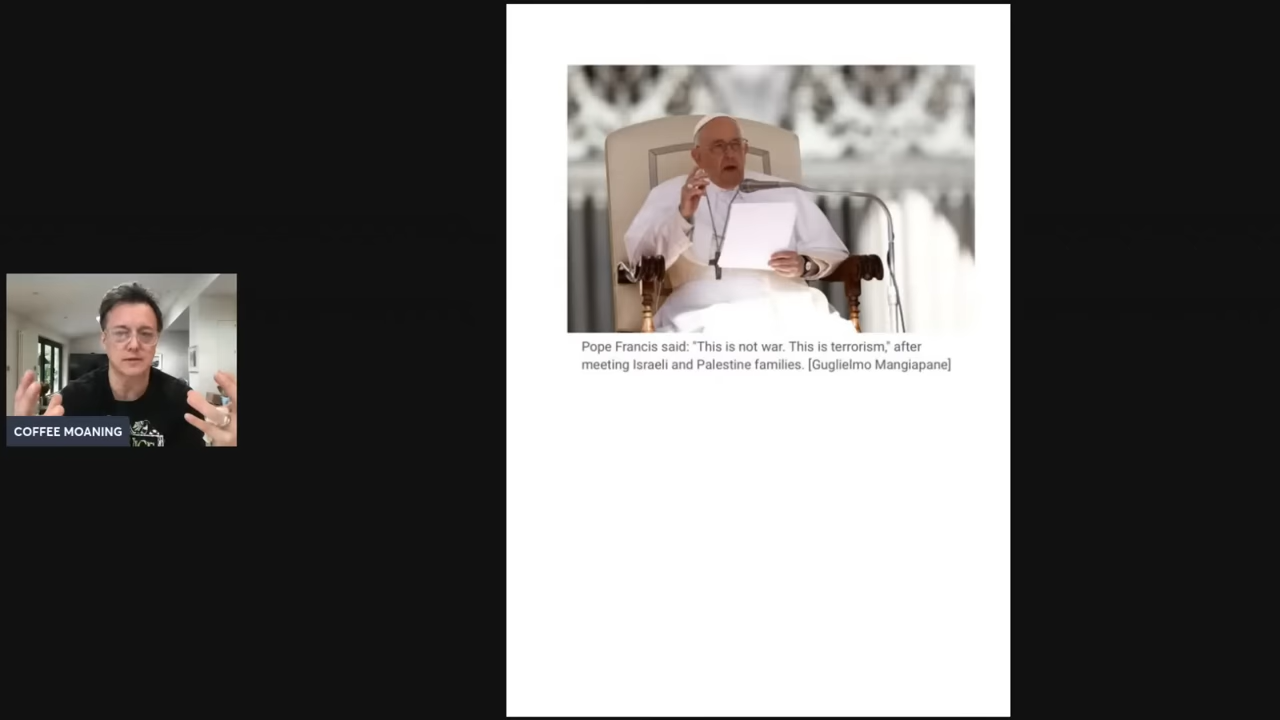 Pope Francis said: "This is not war. This is terrorism," after
meeting Israeli and Palestine families. [Guglielmo Mangiapane]
COFFEE MOANING